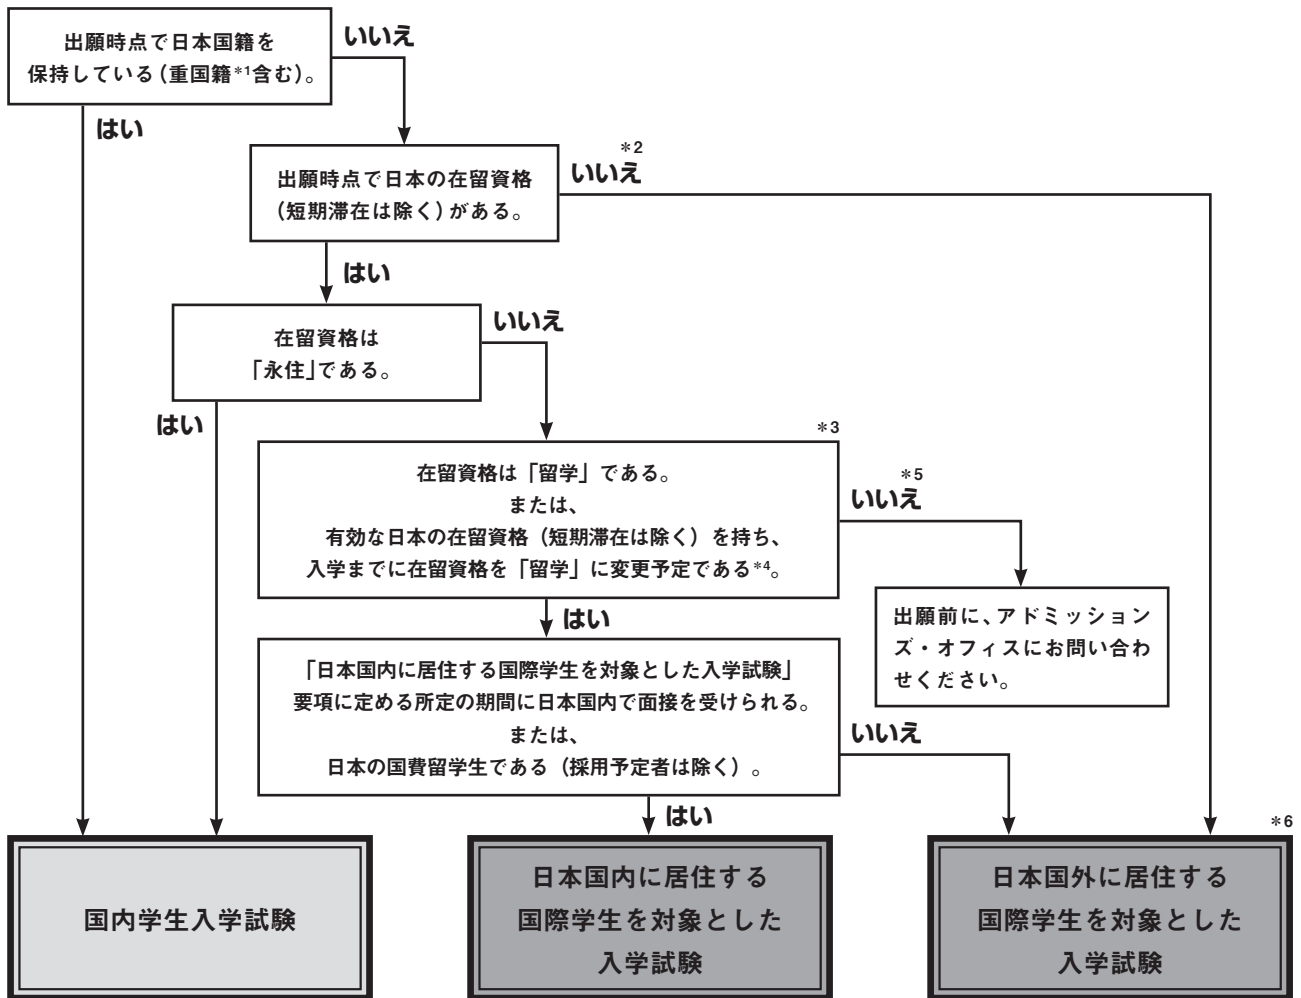 出願時点で日本国籍を
保持している(重国籍*1含む)。
いいえ
はい
出願時点で日本の在留資格
(短期滞在は除く)がある。
*2
いいえ
はい
在留資格は
「永住」である。
いいえ
はい
*3
在留資格は「留学」である。
または、
有効な日本の在留資格(短期滞在は除く)を持ち、
入学までに在留資格を「留学」に変更予定である*4。
*5
いいえ
はい
出願前に、アドミッション
ズ・オフィスにお問い合わ
せください。
「日本国内に居住する国際学生を対象とした入学試験」
要項に定める所定の期間に日本国内で面接を受けられる。
または、
日本の国費留学生である(採用予定者は除く)。
いいえ
はい
*6
国内学生入学試験
日本国内に居住する
国際学生を対象とした
入学試験
日本国外に居住する
国際学生を対象とした
入学試験